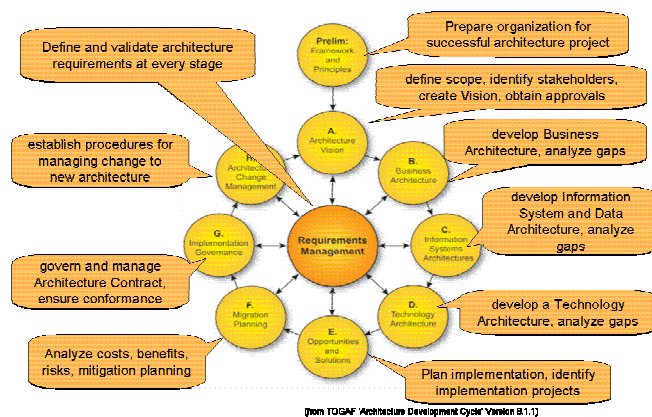 Prepare organization for
successful architecture project
Define and validate architecture
requirements at every stage
Prelim:
Framework
and
Principles
define scope, identify stakeholders,
create Vision, obtain approvals
A.
Architecture
Vision
establish procedures for
managing change to
new architecture
H.
Architecture
Change
Management
B.
Business
Architecture
develop Business
Architecture, analyze gaps
G.
Implementation
Governance
Requirements
Management
C.
Information
Systems
Architectures
develop Information
System and Data
Architecture, analyze
gaps
govern and manage
Architecture Contract,
ensure conformance
F.
Migration
Planning
D.
Technology
Architecture
develop a Technology
Architecture, analyze gaps
E.
Opportunities
and
Solutions
Analyze costs, benefits,
risks, mitigation planning
Plan implementation, identify
implementation projects
(from TOGAF 'Architecture Development Cycle' Version 8.1.1)